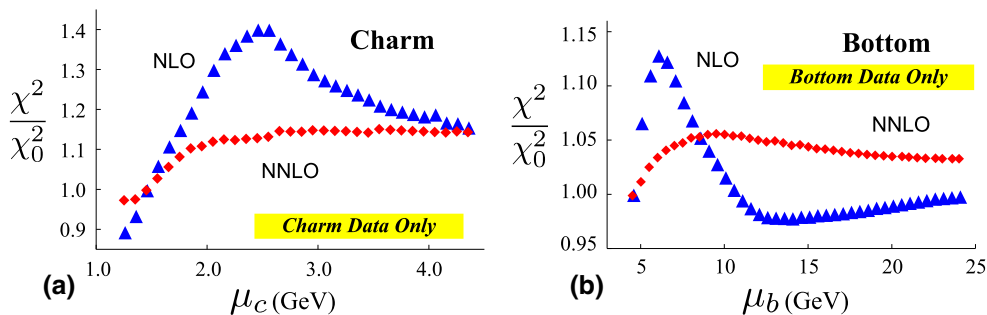 1.4
1.3
1.2
1.1
1.0
0.9
χ²
χ₀²
NLO
Charm
NNLO
Charm Data Only
1.0 2.0 3.0 4.0
(a)
μc (GeV)
1.15
1.10
1.05
1.00
0.95
χ²
χ₀²
NLO
Bottom
Bottom Data Only
NNLO
5 10 15 20 25
(b)
μb (GeV)